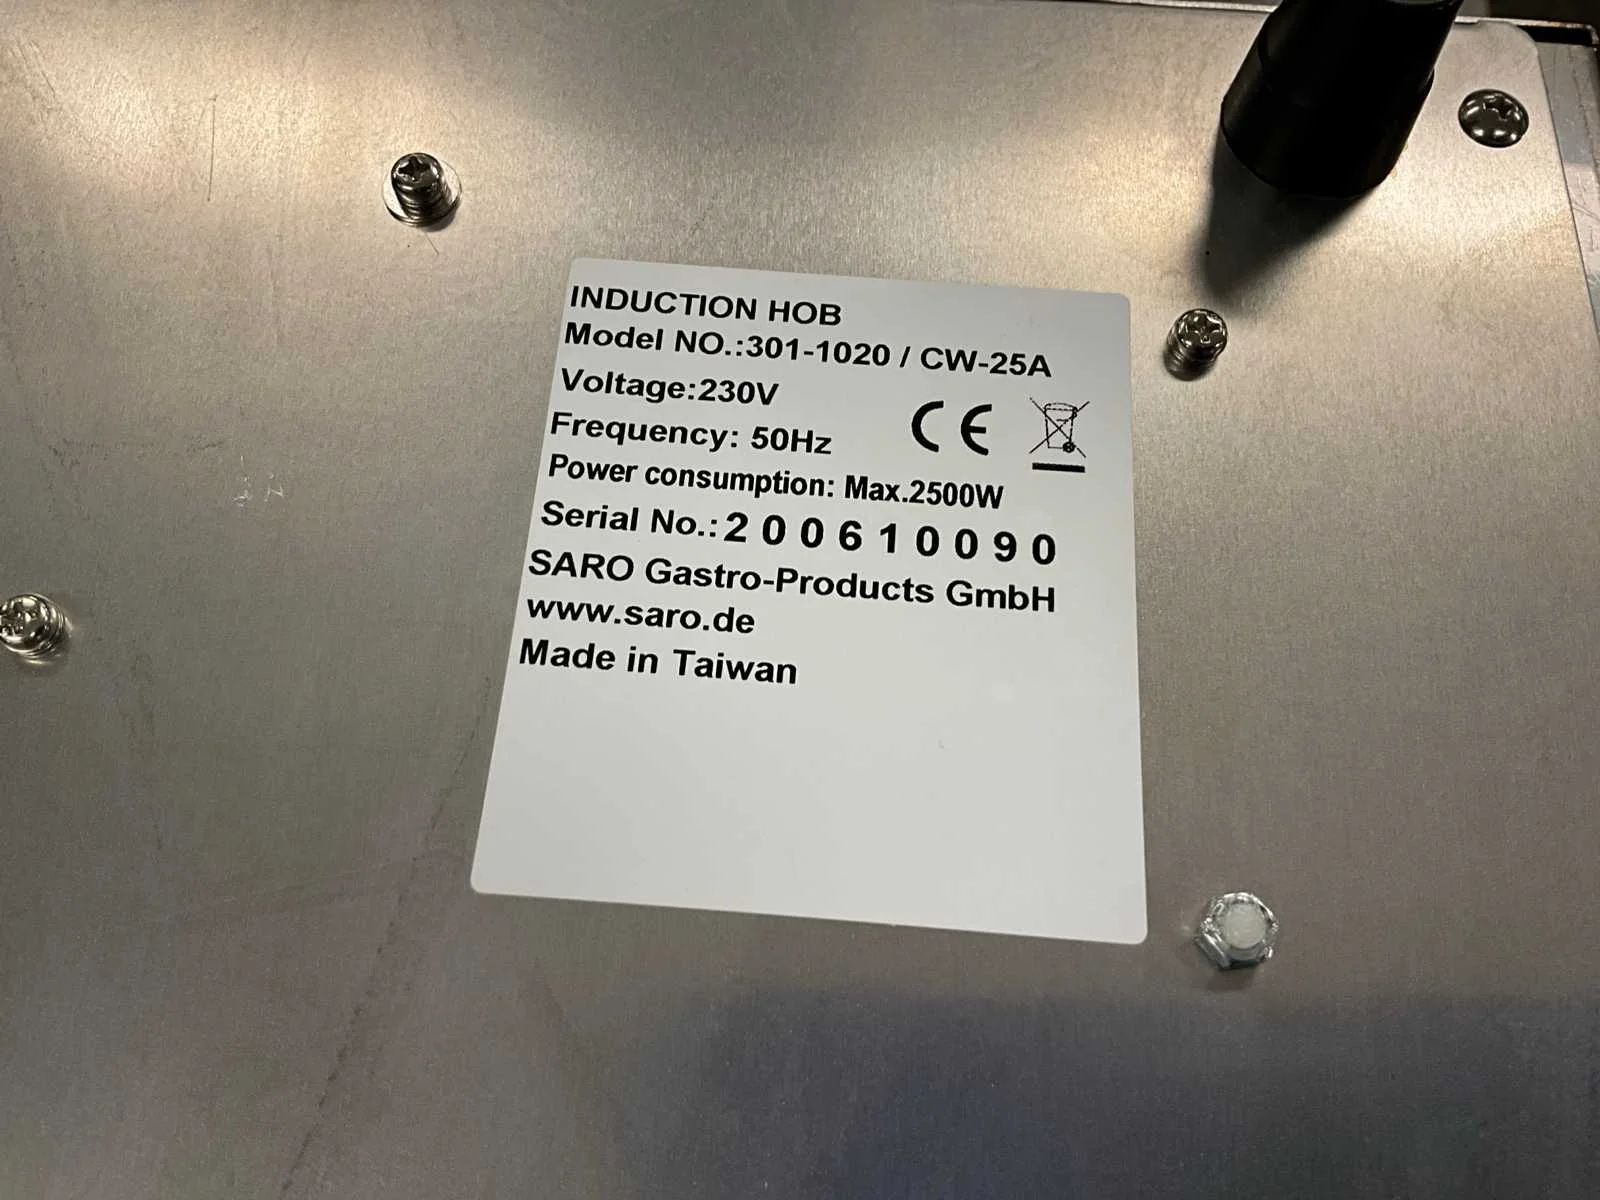 INDUCTION HOB
Model NO.:301-1020 / CW-25A
Voltage:230V
Frequency: 50Hz
CE
Power consumption: Max.2500W
Serial No.:200610090
SARO Gastro-Products GmbH
www.saro.de
Made in Taiwan